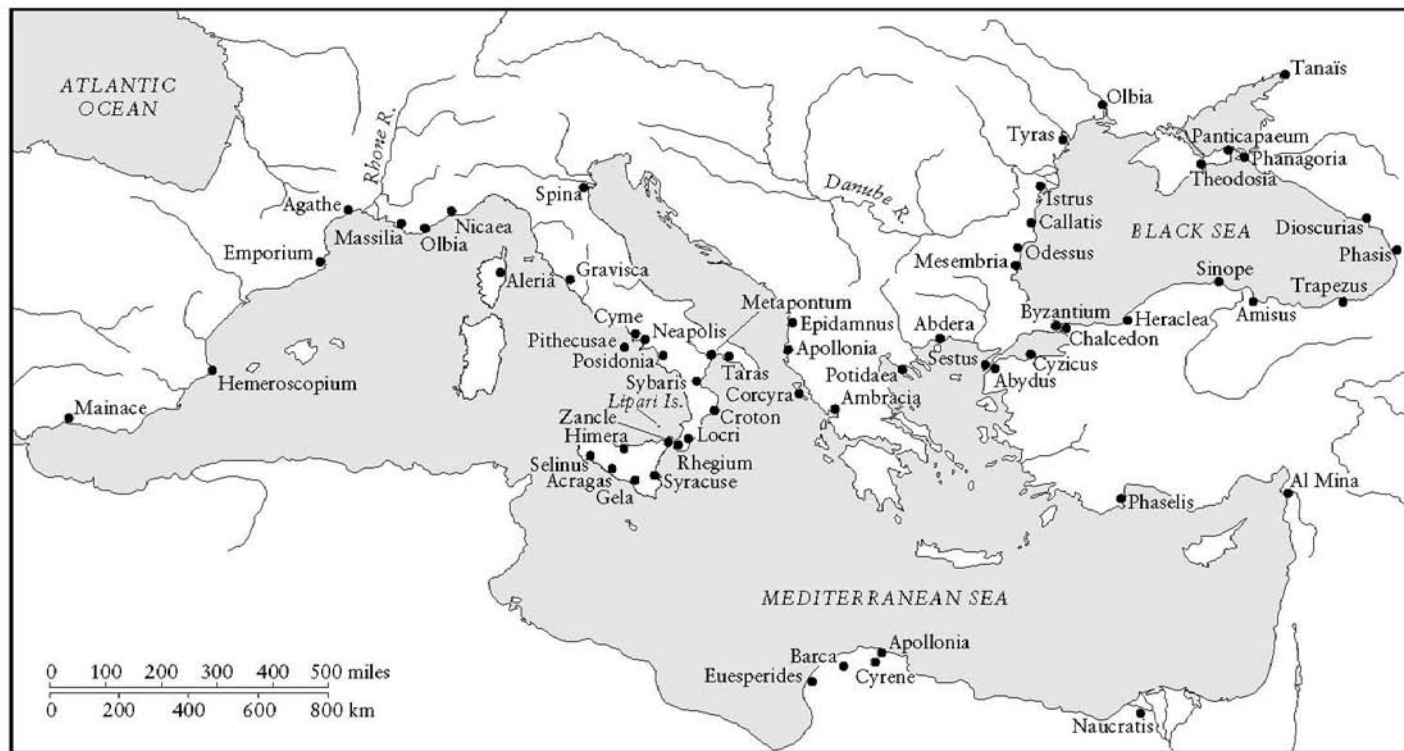 ATLANTIC
OCEAN
Rhone R.
Tanaïs
Olbia
Tyras
Panticapaeum
Phanagoria
Theodosia
Spina
Danube R.
Istrus
Agathe
Massilia
Olbia
Nicaea
Callatis
BLACK SEA
Dioscurias
Emporium
Aleria
Gravisca
Odessus
Mesembria
Sinope
Phasis
Trapezus
Metapontum
Cyme
Neapolis
Epidamnus
Abdera
Byzantium
Heraclea
Amisus
Pithecusae
Posidonia
Apollonia
Chalcedon
Sestus
Cyzicus
Taras
Potidaea
Abydus
Hemeroscopium
Sybaris
Corcyra
Ambracia
Lipari Is.
Mainace
Zancle
Croton
Himera
Locri
Rhegium
Selinus
Acragas
Gela
Syracuse
Phaselis
Al Mina
MEDITERRANEAN SEA
Apollonia
Barca
Cyrene
Euesperides
Naucratis
0 100 200 300 400 500 miles
0 200 400 600 800 km